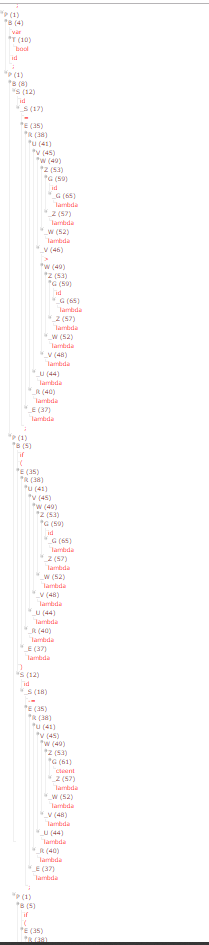 ;
P (1)
B (4)
var
T (10)
bool
id
;
P (1)
B (8)
S (12)
id
_S (17)
=
E (35)
R (38)
U (41)
V (45)
W (49)
Z (53)
G (59)
id
_G (65)
lambda
_Z (57)
lambda
_W (52)
lambda
_V (46)
>
W (49)
Z (53)
G (59)
id
_G (65)
lambda
_Z (57)
lambda
_W (52)
lambda
_V (48)
lambda
_U (44)
lambda
_R (40)
lambda
_E (37)
lambda
;
P (1)
B (5)
if
(
E (35)
R (38)
U (41)
V (45)
W (49)
Z (53)
G (59)
id
_G (65)
lambda
_Z (57)
lambda
_W (52)
lambda
_V (48)
lambda
_U (44)
lambda
_R (40)
lambda
_E (37)
lambda
)
S (12)
id
_S (18)
-=
E (35)
R (38)
U (41)
V (45)
W (49)
Z (53)
G (61)
cteent
_Z (57)
lambda
_W (52)
lambda
_V (48)
lambda
_U (44)
lambda
_R (40)
lambda
_E (37)
lambda
;
P (1)
B (5)
if
(
E (35)
R (38)